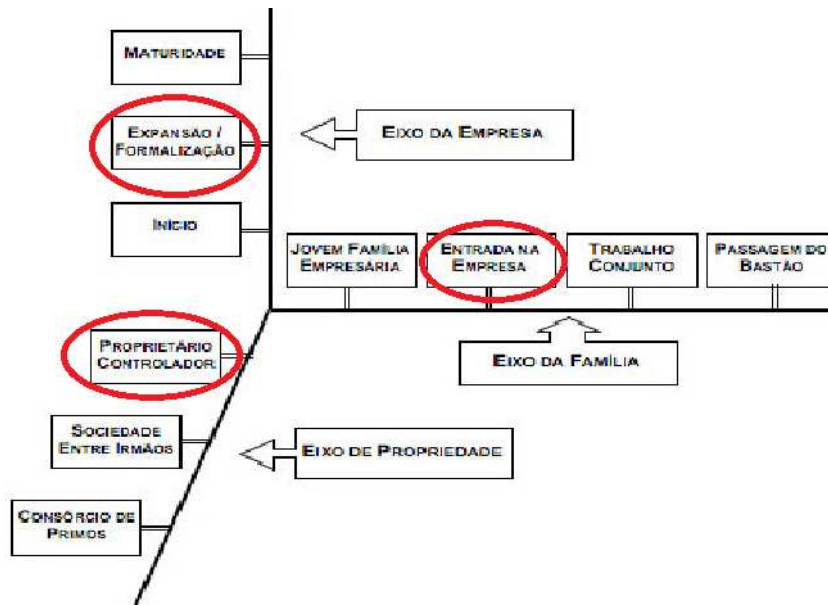 MATURIDADE
EXPANSÃO /
FORMALIZAÇÃO
EIXO DA EMPRESA
INÍCIO
JOVEM FAMÍLIA
EMPRESÁRIA
ENTRADA NA
EMPRESA
TRABALHO
CONJUNTO
PASSAGEM DO
BASTÃO
PROPRIETÁRIO
CONTROLADOR
EIXO DA FAMÍLIA
SOCIEDADE
ENTRE IRMÃOS
EIXO DE PROPRIEDADE
CONSÓRCIO DE
PRIMOS